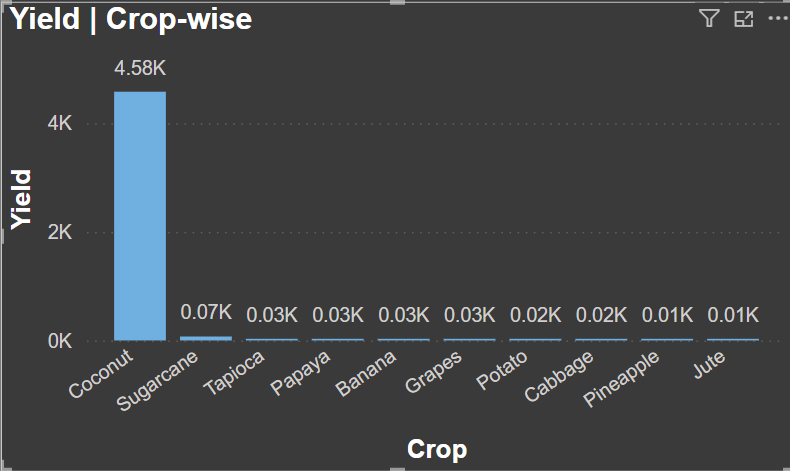 Yield | Crop-wise
4.58K
4K
Yield
2K
0.07K 0.03K 0.03K 0.03K 0.03K 0.02K 0.02K 0.01K 0.01K
0K
Coconut Sugarcane Tapioca Papaya Banana Grapes Potato Cabbage Pineapple Jute
Crop